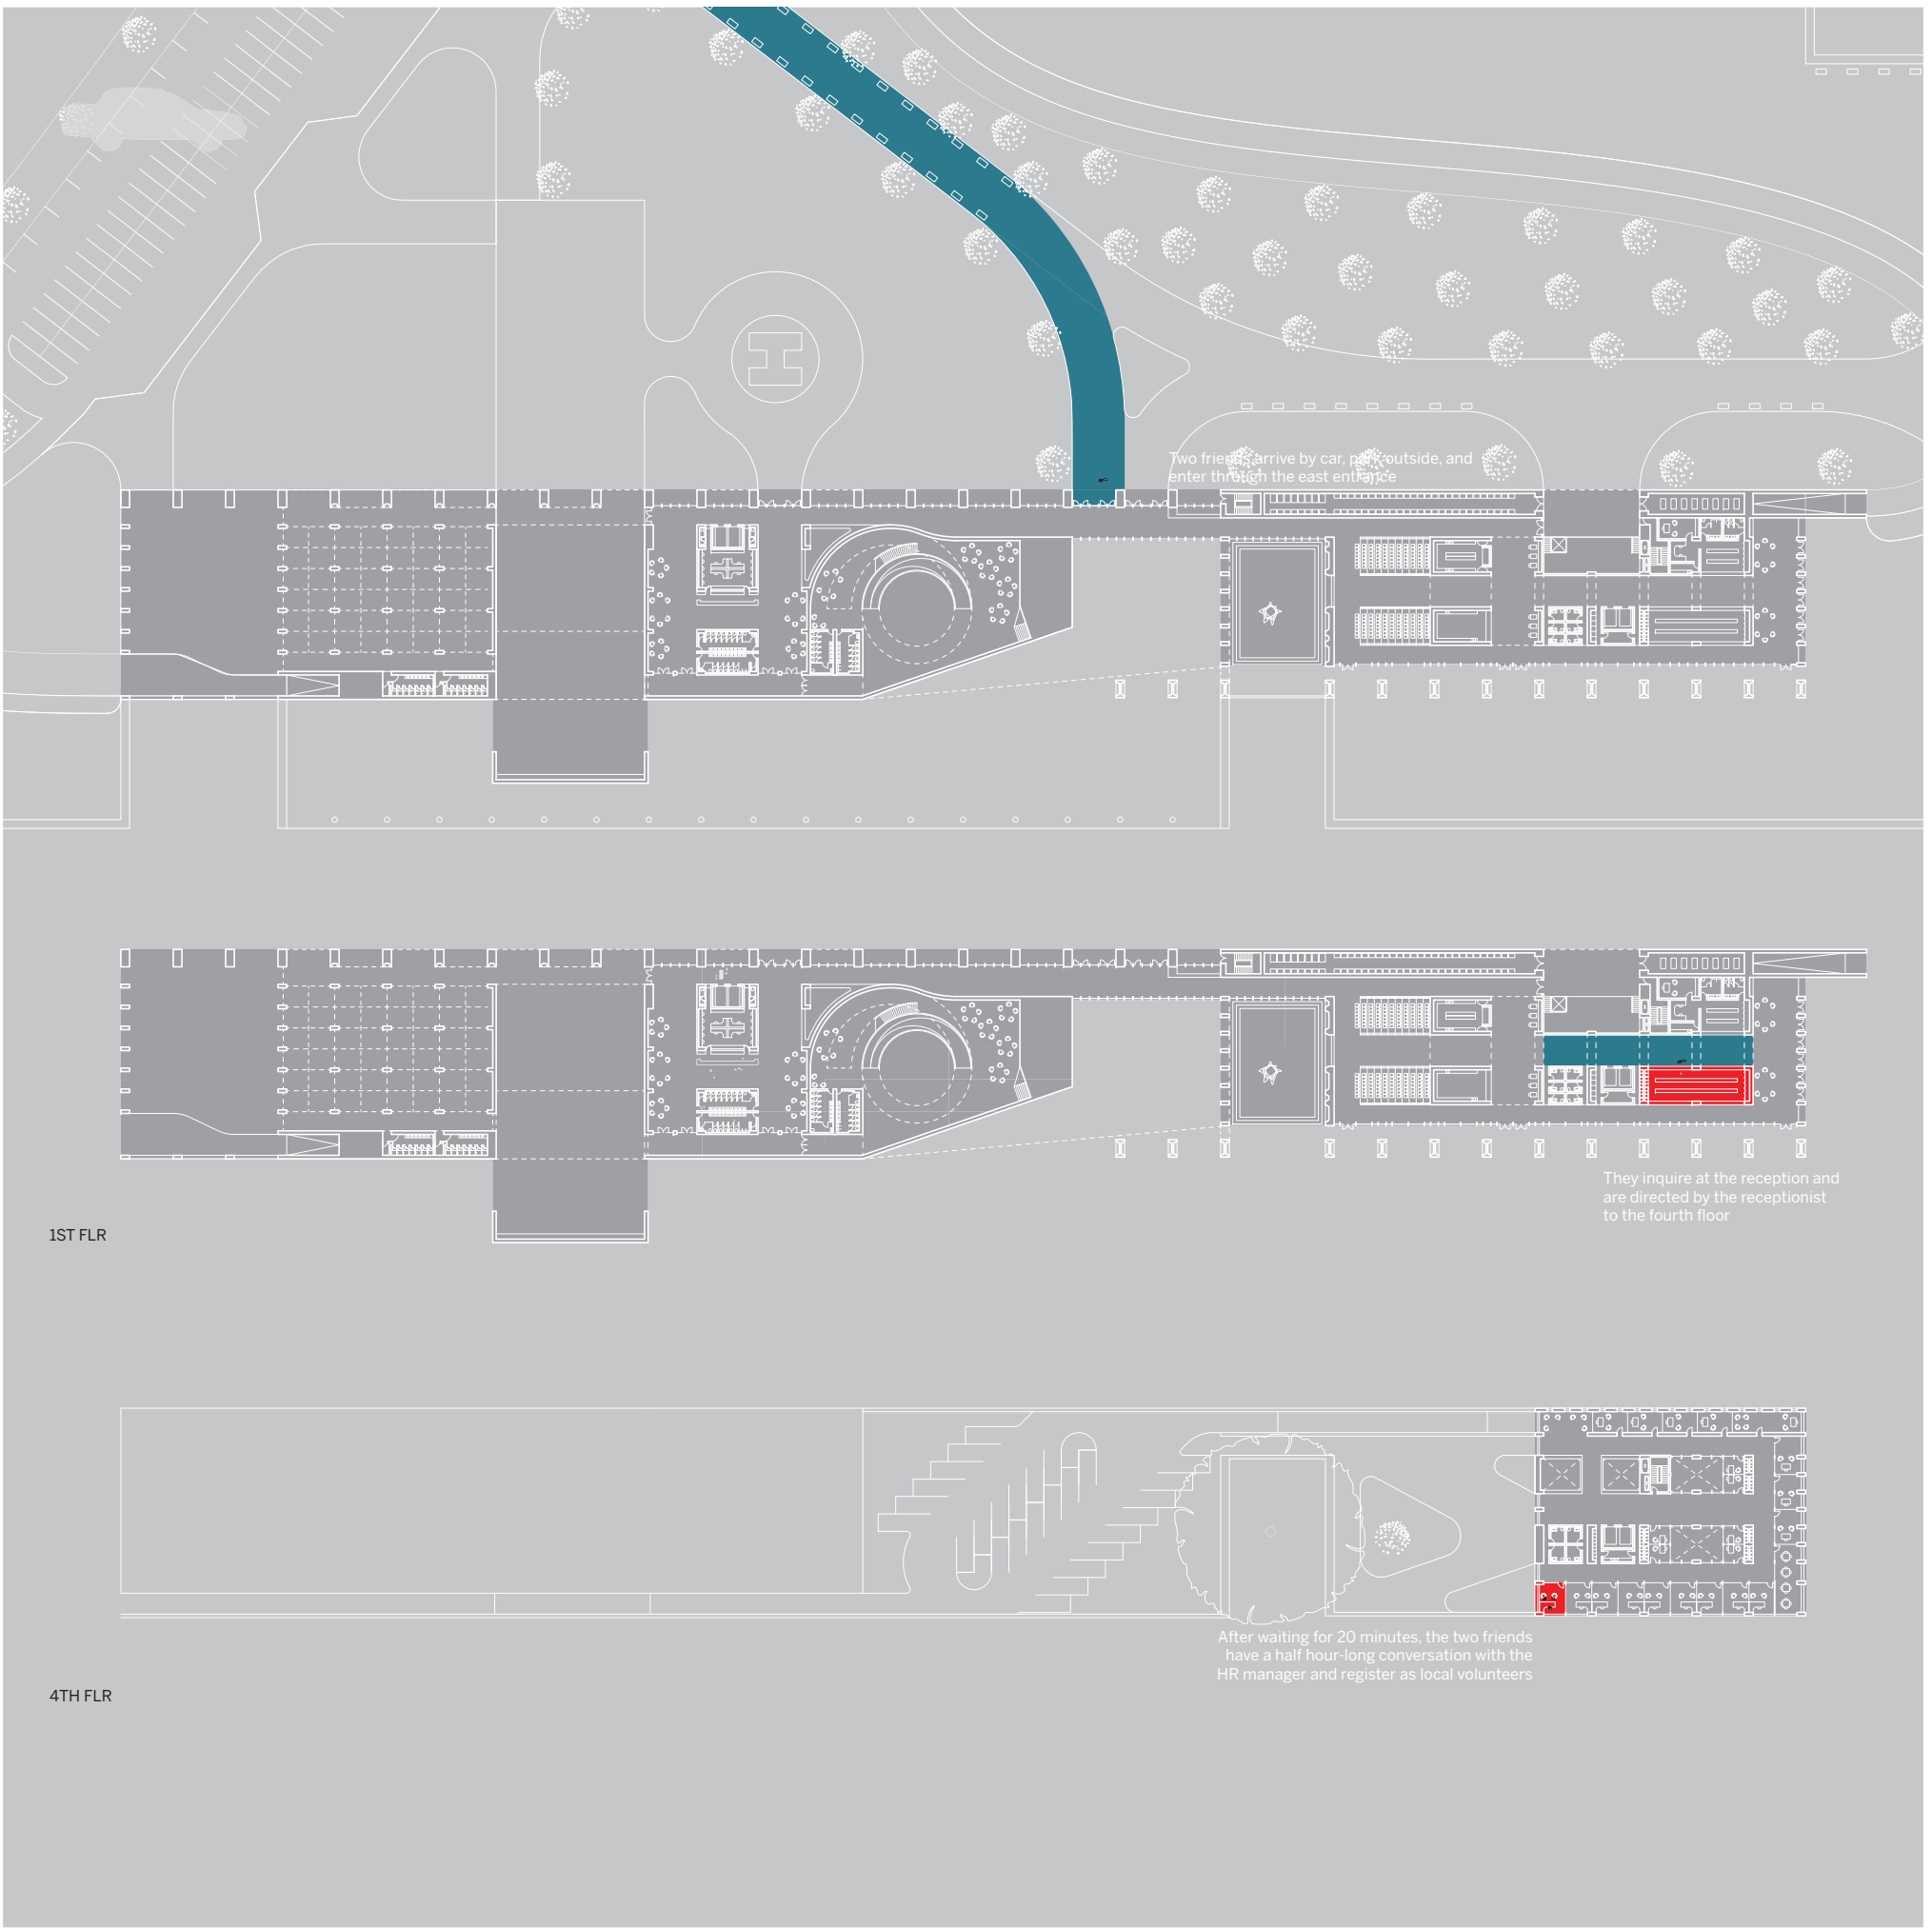 H
Two friends arrive by car, park outside, and
enter through the east entrance
They inquire at the reception and
are directed by the receptionist
to the fourth floor
1ST FLR
After waiting for 20 minutes, the two friends
have a half hour-long conversation with the
HR manager and register as local volunteers
4TH FLR